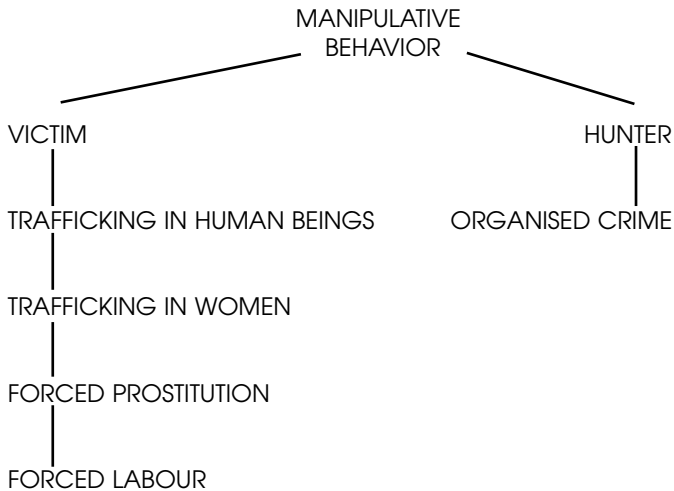 MANIPULATIVE
BEHAVIOR
VICTIM
HUNTER
TRAFFICKING IN HUMAN BEINGS
ORGANISED CRIME
TRAFFICKING IN WOMEN
FORCED PROSTITUTION
FORCED LABOUR